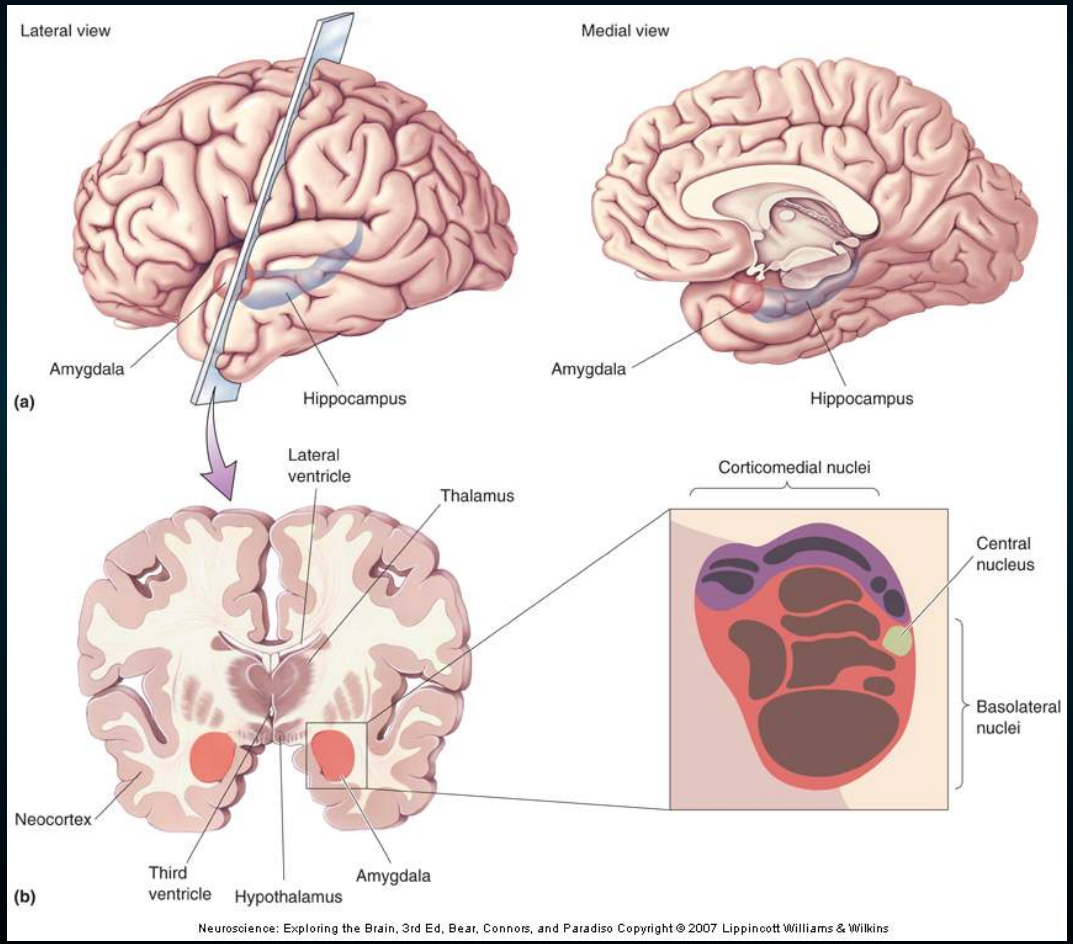 Lateral view
Medial view
Amygdala
Hippocampus
(a)
Amygdala
Hippocampus
Lateral
ventricle
Thalamus
Corticomedial nuclei
Central
nucleus
Basolateral
nuclei
Neocortex
Third
ventricle
Hypothalamus
Amygdala
(b)
Neuroscience: Exploring the Brain, 3rd Ed, Bear, Connors, and Paradiso Copyright © 2007 Lippincott Williams & Wilkins